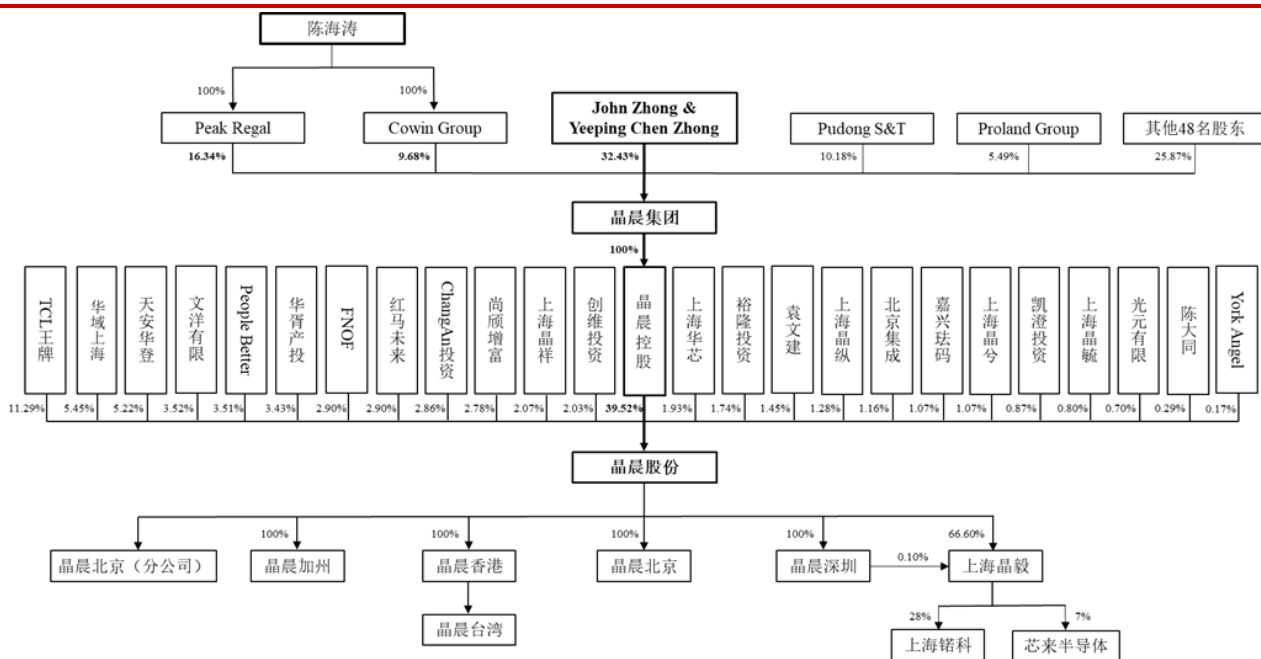 陈海涛
100%
100%
Peak Regal
Cowin Group
John Zhong &
Yeeping Chen Zhong
Pudong S&T
Proland Group
其他48名股东
16.34%
9.68%
32.43%
10.18%
5.49%
25.87%
晶晨集团
100%
TCL王牌
华域上海
天安华登
文洋有限
People Better
华胥产投
FNOF
红马未来
ChangAn投资
尚颀增富
上海晶祥
创维投资
晶晨控股
上海华芯
裕隆投资
袁文建
上海晶纵
北京集成
嘉兴珐码
上海晶兮
凯澄投资
上海晶毓
光元有限
陈大同
York Angel
11.29%
5.45%
5.22%
3.52%
3.51%
3.43%
2.90%
2.90%
2.86%
2.78%
2.07%
2.03%
39.52%
1.93%
1.74%
1.45%
1.28%
1.16%
1.07%
1.07%
0.87%
0.80%
0.70%
0.29%
0.17%
晶晨股份
100%
100%
100%
100%
66.60%
晶晨北京（分公司）
晶晨加州
晶晨香港
晶晨北京
晶晨深圳
0.10%
上海晶毅
晶晨台湾
28%
7%
上海锘科
芯来半导体